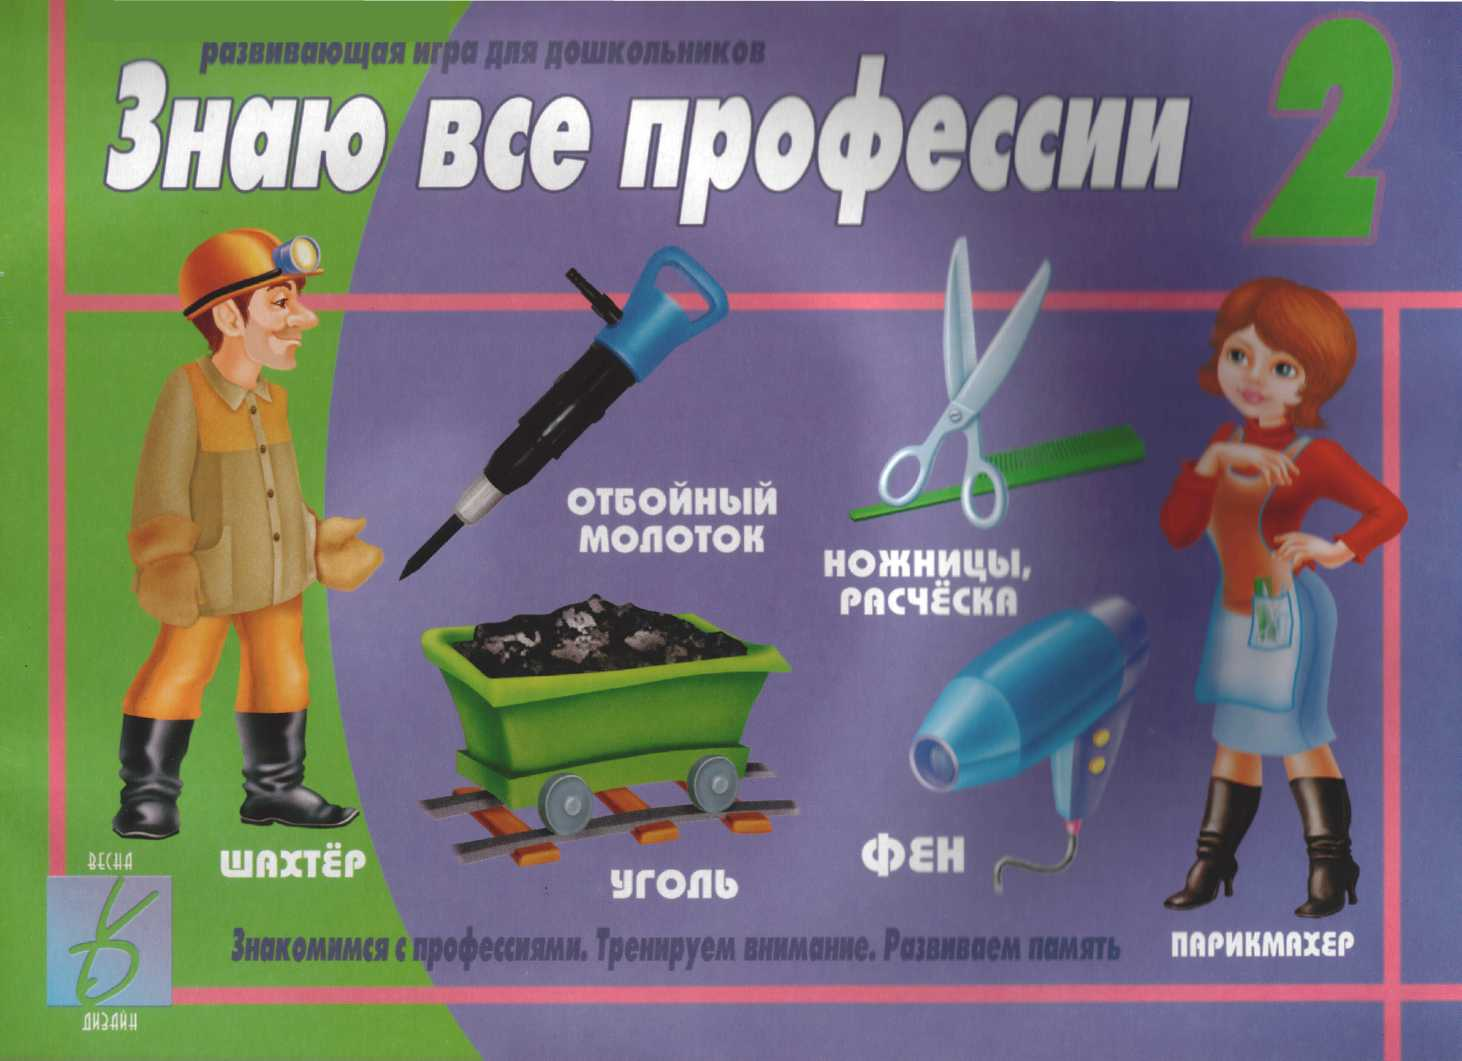 развивающая игра для дошкольников
Знаю все профессии 2
ОТБОЙНЫЙ
МОЛОТОК
НОЖНИЦЫ,
РАСЧЁСКА
ШАХТЁР
УГОЛЬ
ФЕН
ПАРИКМАХЕР
ВЕСНА
ДИЗАЙН
Знакомимся с профессиями. Тренируем внимание. Развиваем память